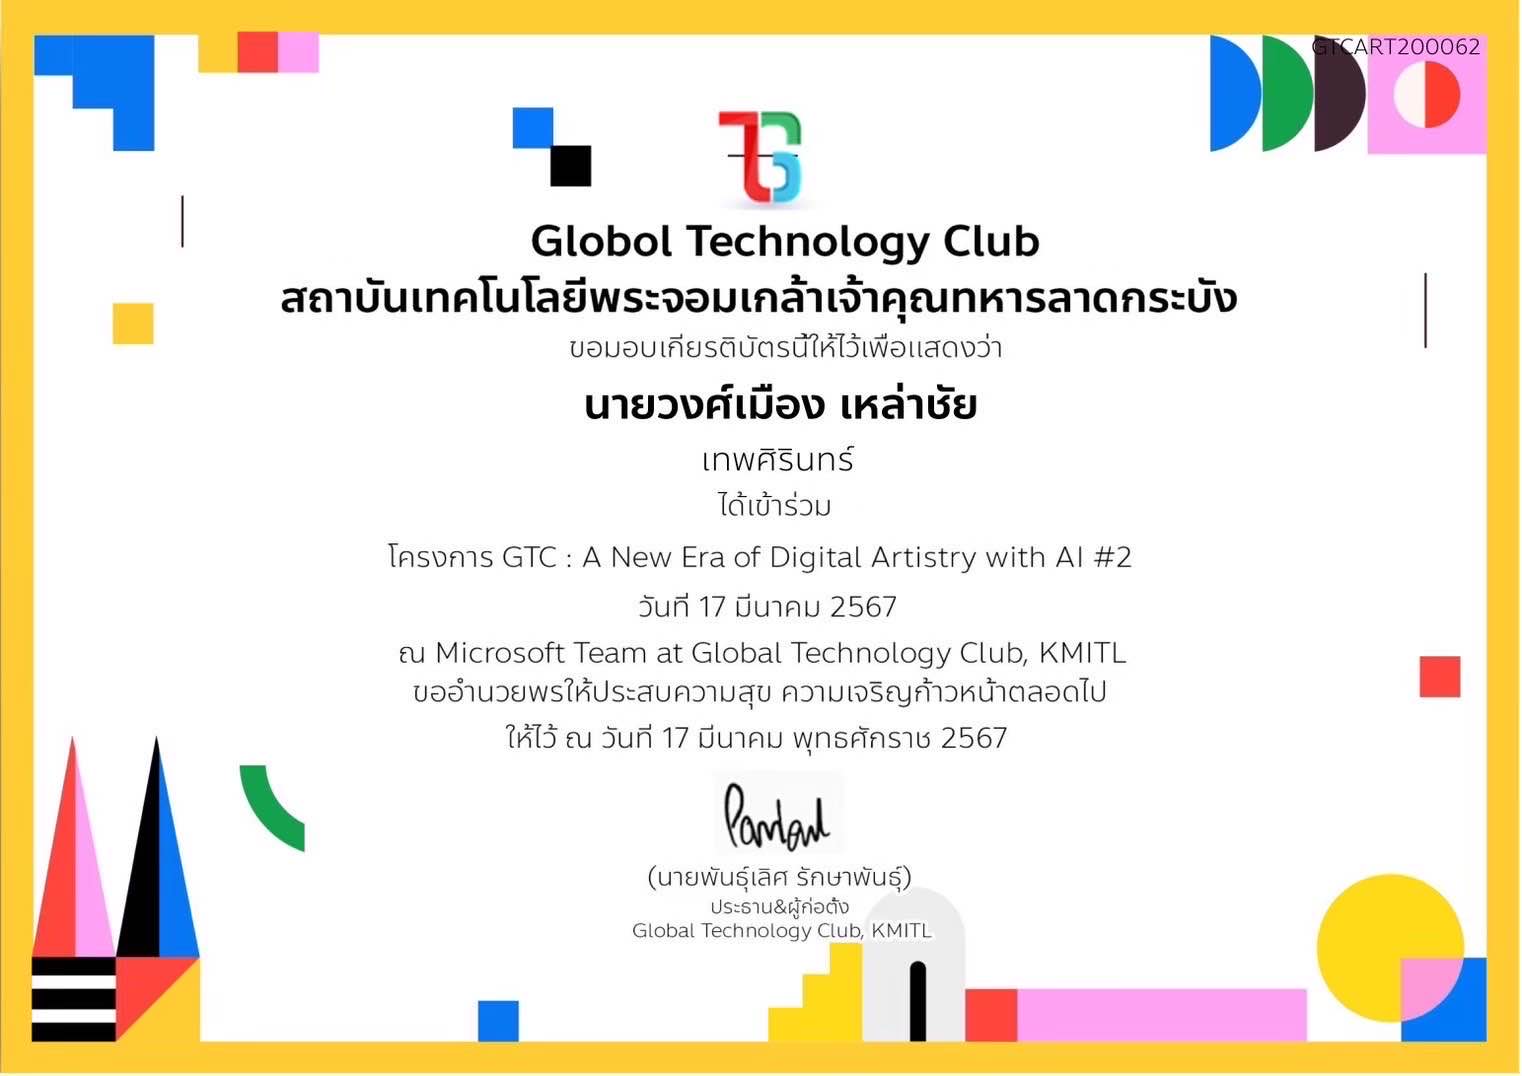 GTCART200062
Globol Technology Club
สถาบันเทคโนโลยีพระจอมเกล้าเจ้าคุณทหารลาดกระบัง
ขอมอบเกียรติบัตรนี้ให้ไว้เพื่อแสดงว่า
นายวงศ์เมือง เหล่าชัย
เทพศิรินทร์
ได้เข้าร่วม
โครงการ GTC : A New Era of Digital Artistry with AI #2
วันที่ 17 มีนาคม 2567
ณ Microsoft Team at Global Technology Club, KMITL
ขออำนวยพรให้ประสบความสุข ความเจริญก้าวหน้าตลอดไป
ให้ไว้ ณ วันที่ 17 มีนาคม พุทธศักราช 2567
(นายพันธุ์เลิศ รักษาพันธุ์)
ประธาน&ผู้ก่อตั้ง
Global Technology Club, KMITL